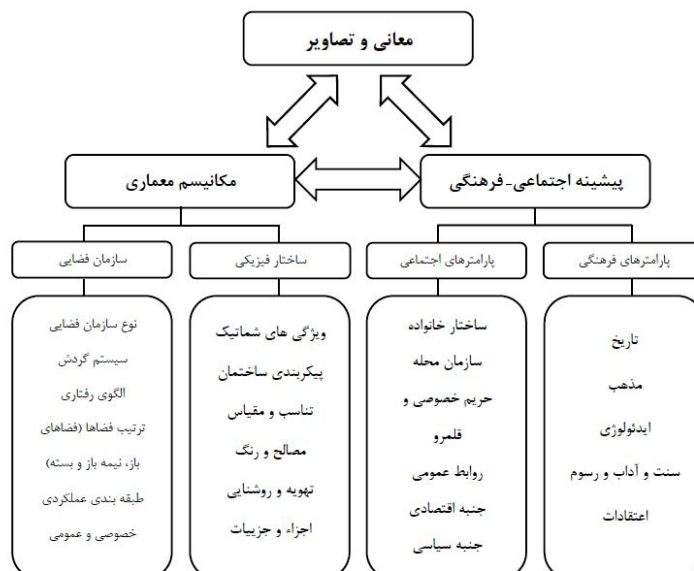 معانی و تصاویر
پیشینه اجتماعی-فرهنگی
مکانیسم معماری
پارامترهای فرهنگی
پارامترهای اجتماعی
ساختار فیزیکی
سازمان فضایی
تاریخ
مذهب
ایدئولوژی
سنت و آداب و رسوم
اعتقادات
ساختار خانواده
سازمان محله
حریم خصوصی و
قلمرو
روابط عمومی
جنبه اقتصادی
جنبه سیاسی
ویژگی های شماتیک
پیکربندی ساختمان
تناسب و مقیاس
مصالح و رنگ
تهویه و روشنایی
اجزاء و جزییات
نوع سازمان فضایی
سیستم گردش
الگوی رفتاری
ترتیب فضاها (فضاهای
باز، نیمه باز و بسته)
طبقه بندی عملکردی
خصوصی و عمومی